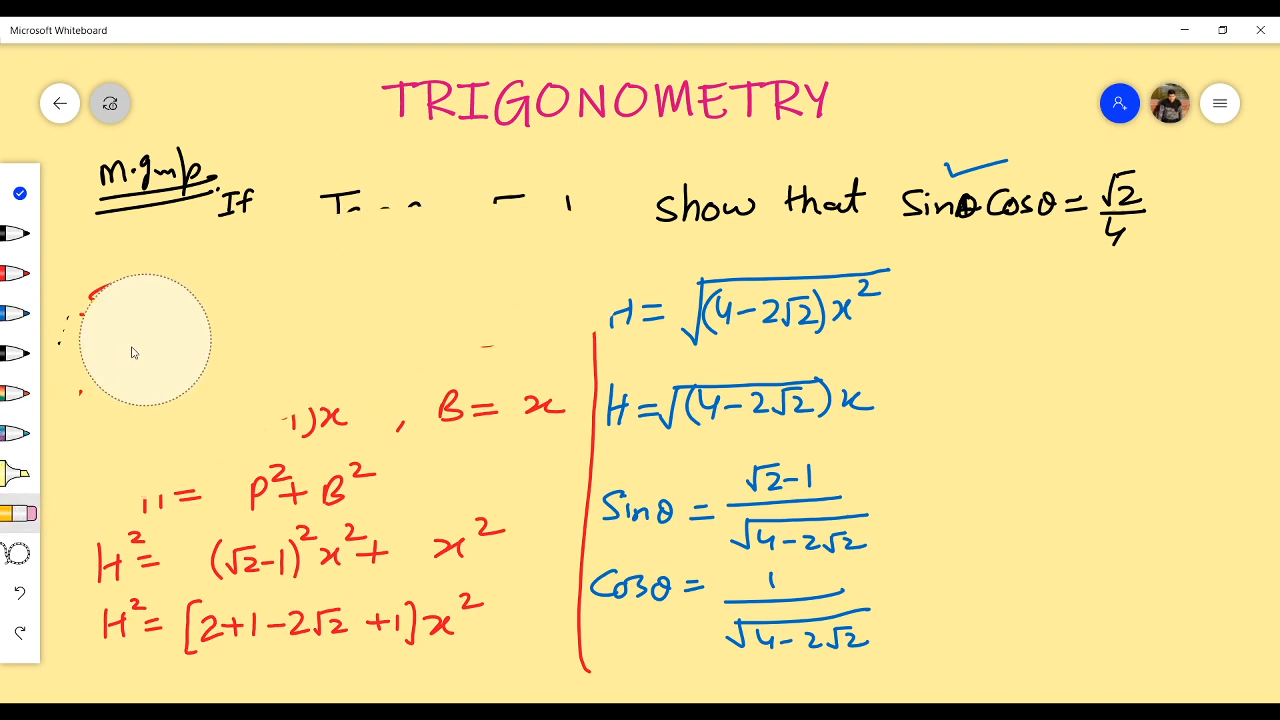 Microsoft Whiteboard
TRIGONOMETRY
If show that Sinθ Cosθ = √2/4
H = √(4-2√2)x²
)x , B = x
H = √(4-2√2) x
= P² + B²
Sinθ = √2-1/√4-2√2
H² = (√2-1)²x² + x²
Cosθ = 1/√4-2√2
H² = [2+1-2√2 +1]x²